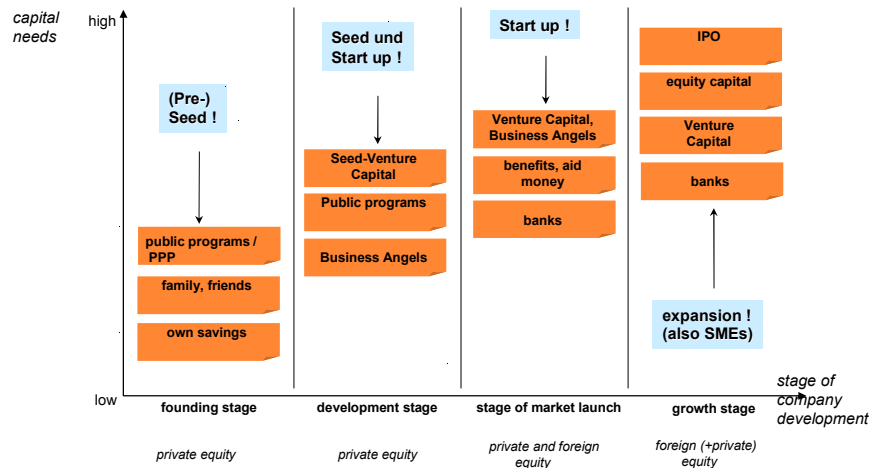 capital
needs
high
(Pre-)
Seed !
public programs /
PPP
family, friends
own savings
Seed und
Start up !
Seed-Venture
Capital
Public programs
Business Angels
Start up !
Venture Capital,
Business Angels
benefits, aid
money
banks
IPO
equity capital
Venture
Capital
banks
expansion !
(also SMEs)
low
stage of
company
development
founding stage
development stage
stage of market launch
growth stage
private equity
private equity
private and foreign
equity
foreign (+private)
equity